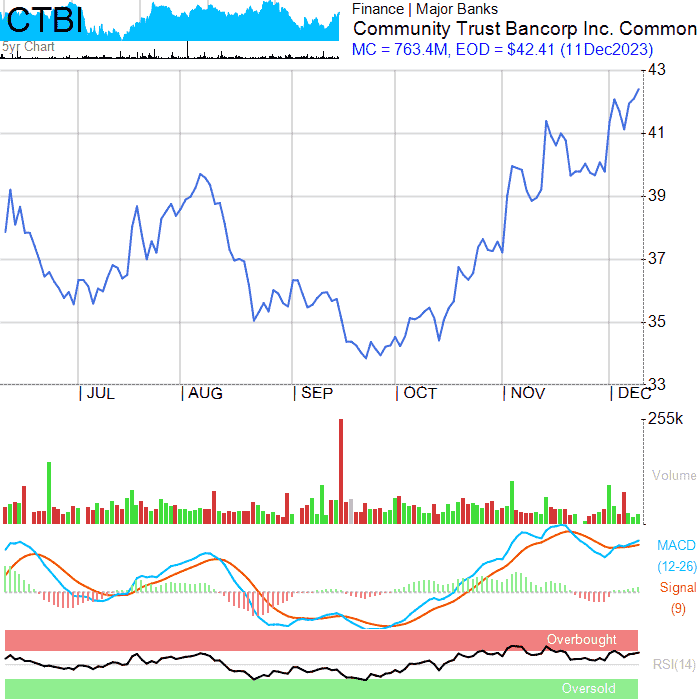 CTBI
5yr Chart
Finance | Major Banks
Community Trust Bancorp Inc. Common
MC = 763.4M, EOD = $42.41 (11Dec2023)
43
41
39
37
35
33
| JUL | AUG | SEP | OCT | NOV | DEC
255k
Volume
MACD
(12-26)
Signal
(9)
Overbought
RSI(14)
Oversold